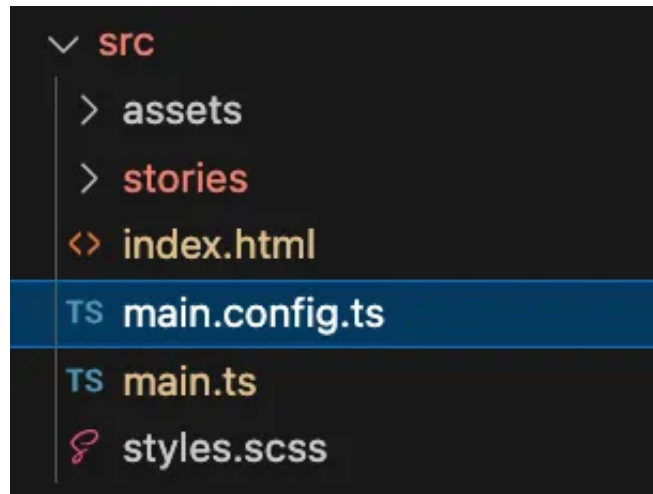 src
assets
stories
<> index.html
TS main.config.ts
TS main.ts
styles.scss